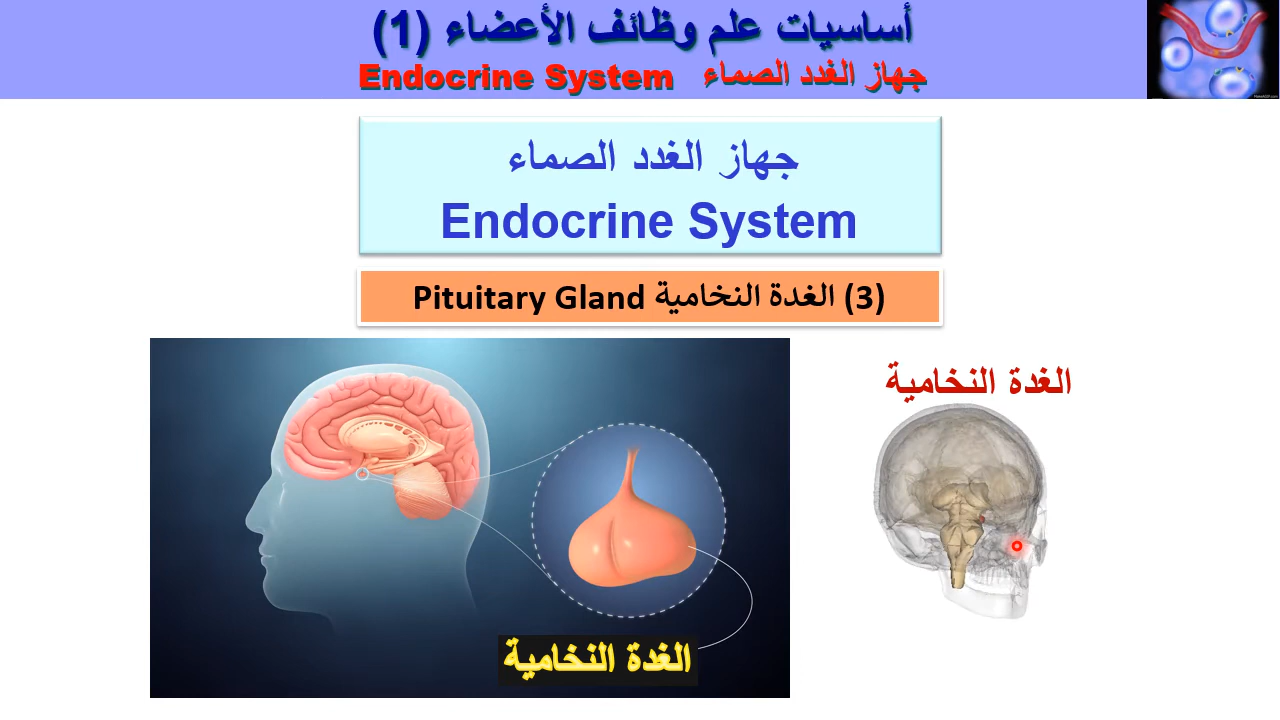 أساسيات علم وظائف الأعضاء (1)
جهاز الغدد الصماء Endocrine System
جهاز الغدد الصماء
Endocrine System
(3) الغدة النخامية Pituitary Gland
الغدة النخامية
الغدة النخامية